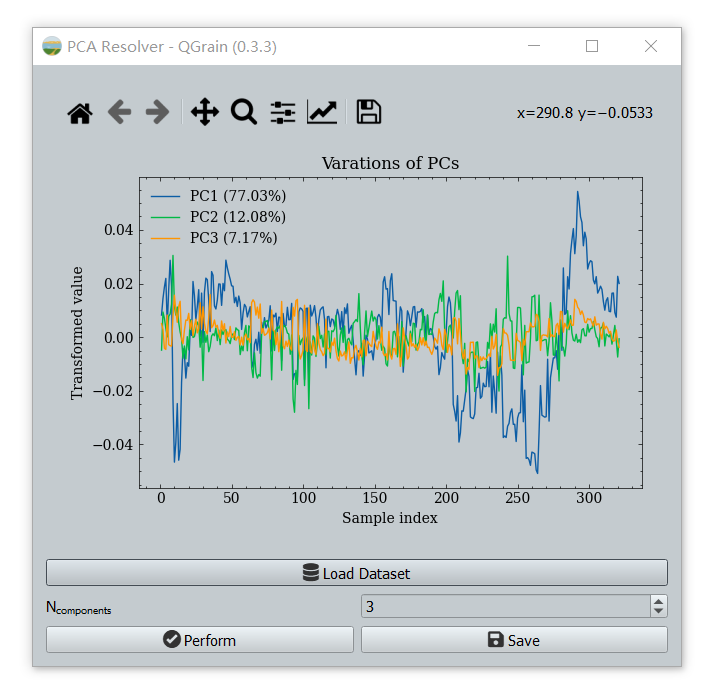 PCA Resolver - QGrain (0.3.3)
x=290.8 y=−0.0533
Varations of PCs
PC1 (77.03%)
PC2 (12.08%)
PC3 (7.17%)
0.04
0.02
0.00
−0.02
−0.04
Transformed value
0 50 100 150 200 250 300
Sample index
Load Dataset
Ncomponents 3
Perform Save